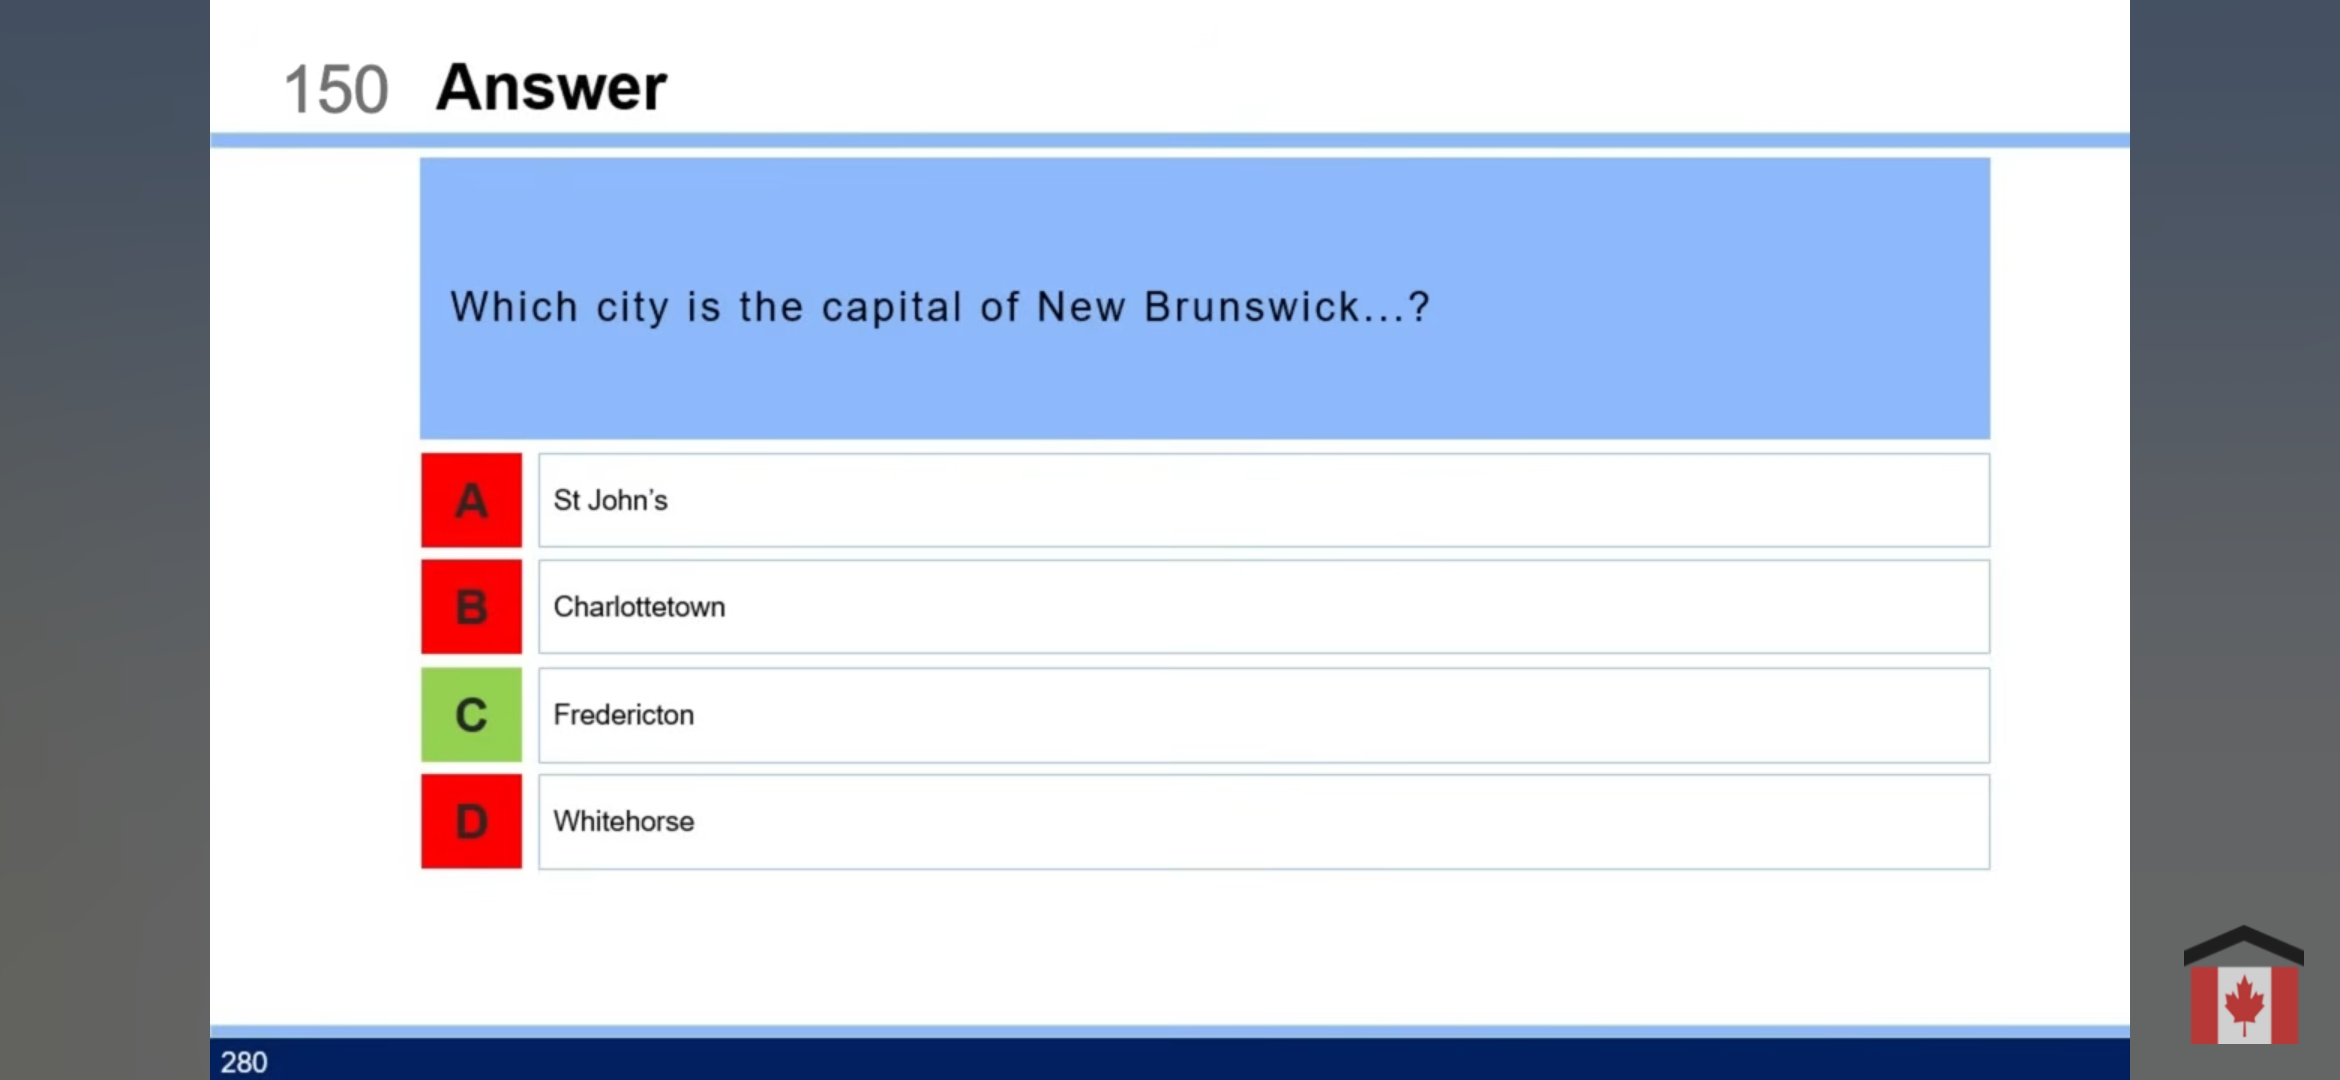 150 Answer
Which city is the capital of New Brunswick...?
A St John’s
B Charlottetown
C Fredericton
D Whitehorse
280